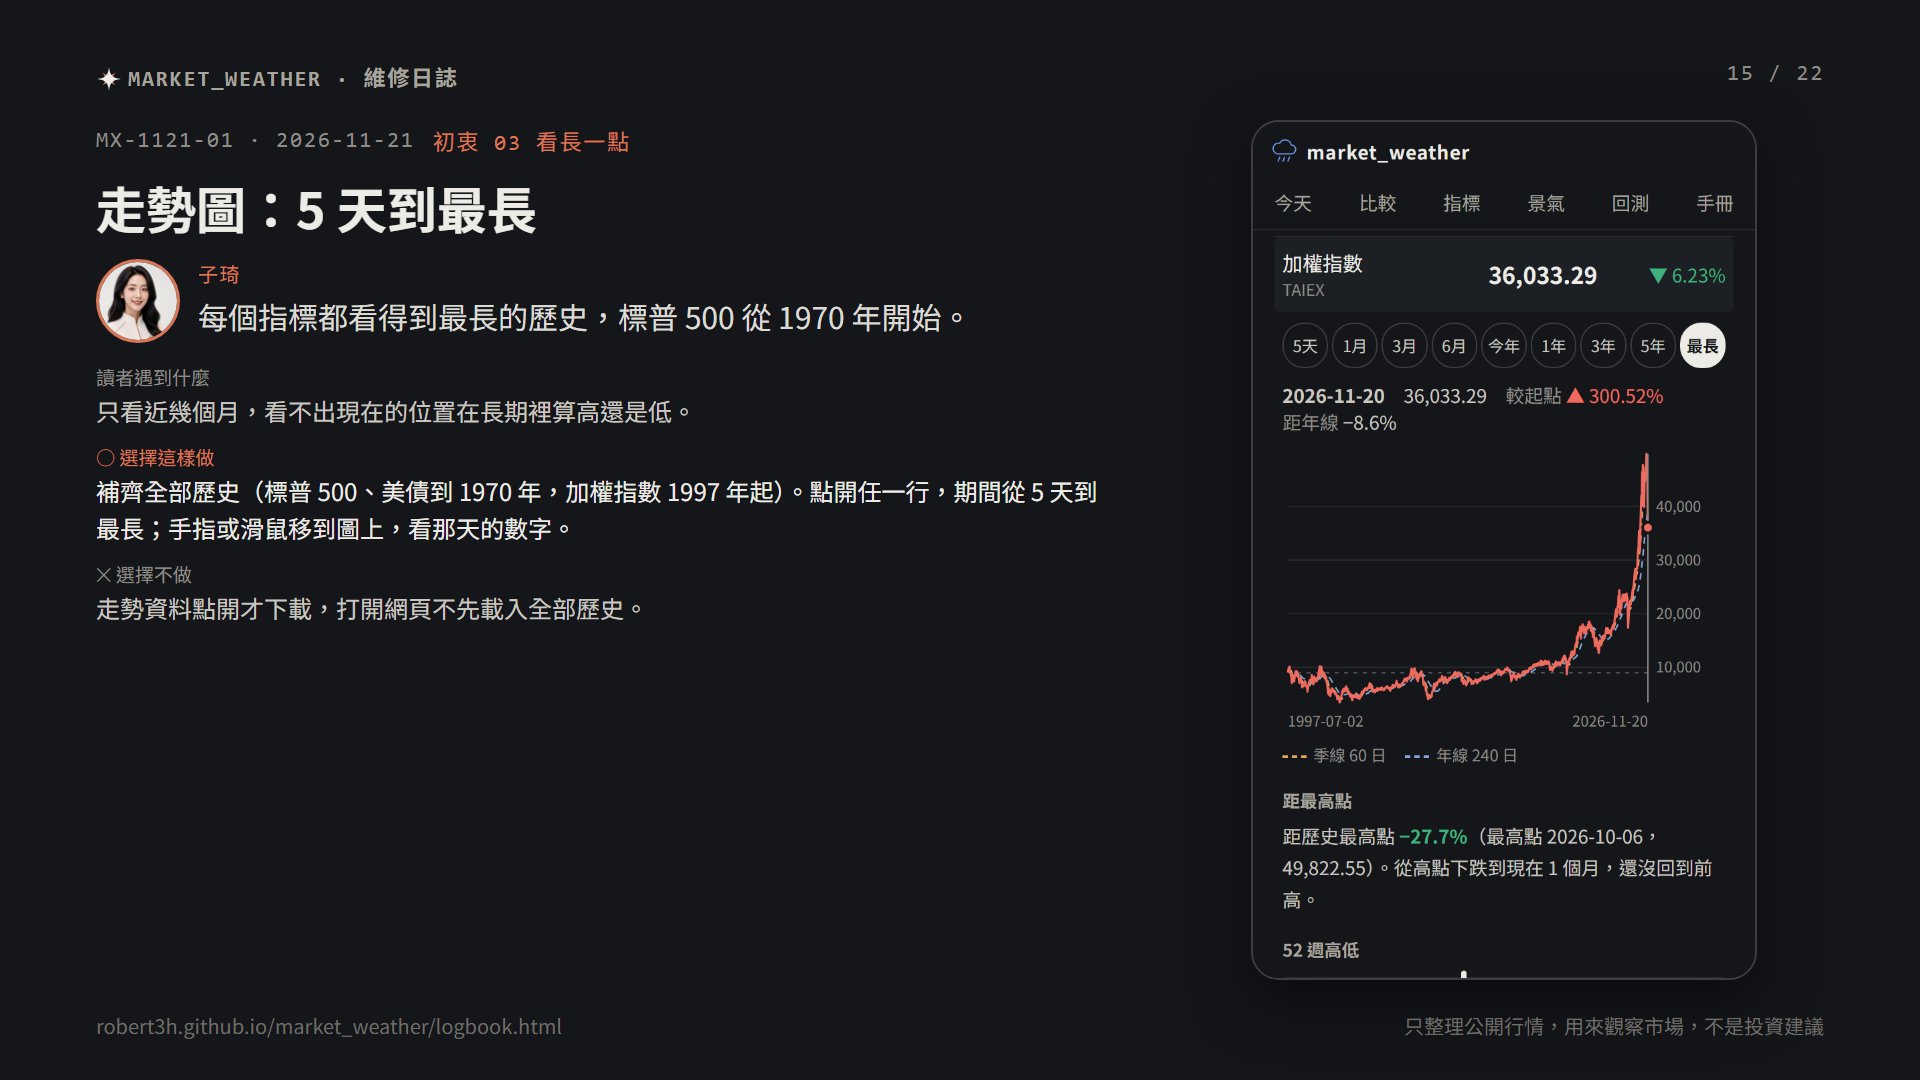 MARKET_WEATHER · 維修日誌
15 / 22
MX-1121-01 · 2026-11-21 初衷 03 看長一點
走勢圖：5 天到最長
子琦
每個指標都看得到最長的歷史，標普 500 從 1970 年開始。
讀者遇到什麼
只看近幾個月，看不出現在的位置在長期裡算高還是低。
○ 選擇這樣做
補齊全部歷史（標普 500、美債到 1970 年，加權指數 1997 年起）。點開任一行，期間從 5 天到
最長；手指或滑鼠移到圖上，看那天的數字。
× 選擇不做
走勢資料點開才下載，打開網頁不先載入全部歷史。
market_weather
今天 比較 指標 景氣 回測 手冊
加權指數
TAIEX
36,033.29
▼ 6.23%
5天 1月 3月 6月 今年 1年 3年 5年 最長
2026-11-20 36,033.29 較起點 ▲ 300.52%
距年線 −8.6%
40,000
30,000
20,000
10,000
1997-07-02
2026-11-20
季線 60 日 年線 240 日
距最高點
距歷史最高點 −27.7%（最高點 2026-10-06，
49,822.55）。從高點下跌到現在 1 個月，還沒回到前
高。
52 週高低
robert3h.github.io/market_weather/logbook.html
只整理公開行情，用來觀察市場，不是投資建議